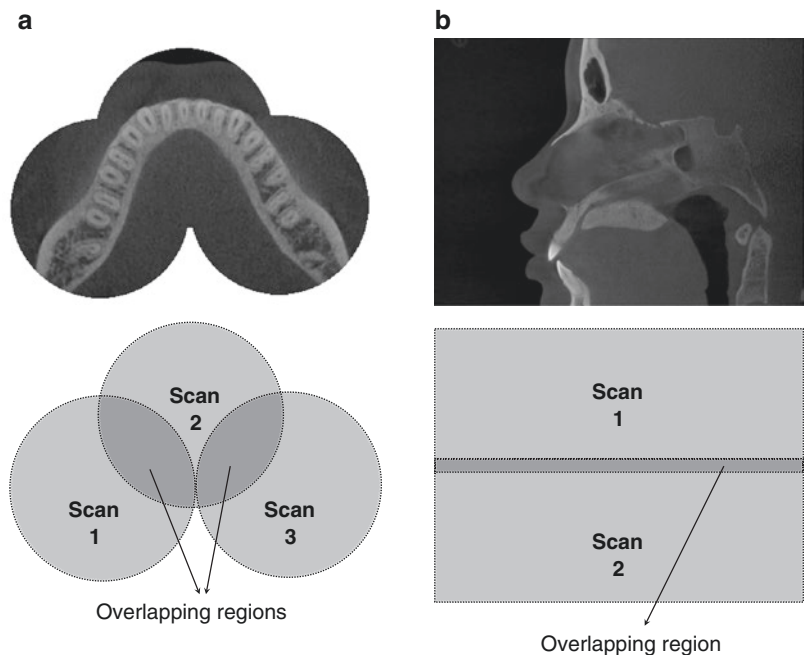 a
b
Scan
2
Scan
1
Scan
3
Overlapping regions
Scan
1
Scan
2
Overlapping region